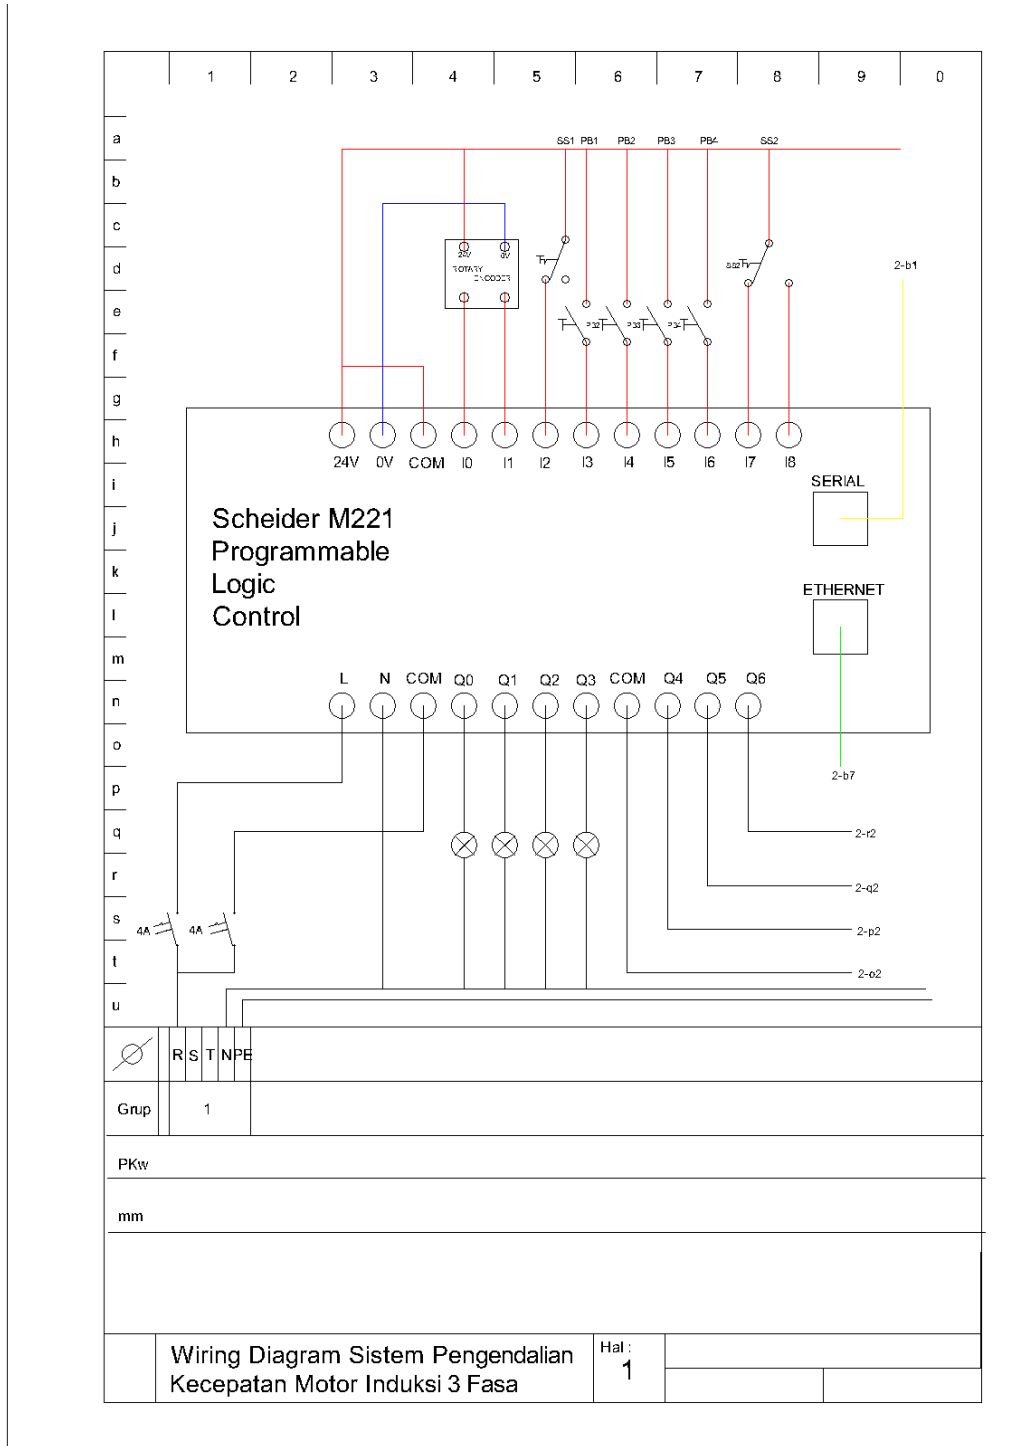 1 2 3 4 5 6 7 8 9 0
a
b
c
d
e
f
g
h
i
j
k
l
m
n
o
p
q
r
s
t
u
SS1 PB1 PB2 PB3 PB4 SS2
24V 0V
ROTARY
ENCODER
SS2
2-b1
PB2 PB3 PB4
24V 0V COM I0 I1 I2 I3 I4 I5 I6 I7 I8
SERIAL
Scheider M221
Programmable
Logic
Control
ETHERNET
L N COM Q0 Q1 Q2 Q3 COM Q4 Q5 Q6
2-b7
2-r2
2-q2
4A 4A
2-p2
2-o2
R S T N PE
Grup 1
PKw
mm
Wiring Diagram Sistem Pengendalian
Kecepatan Motor Induksi 3 Fasa
Hal :
1